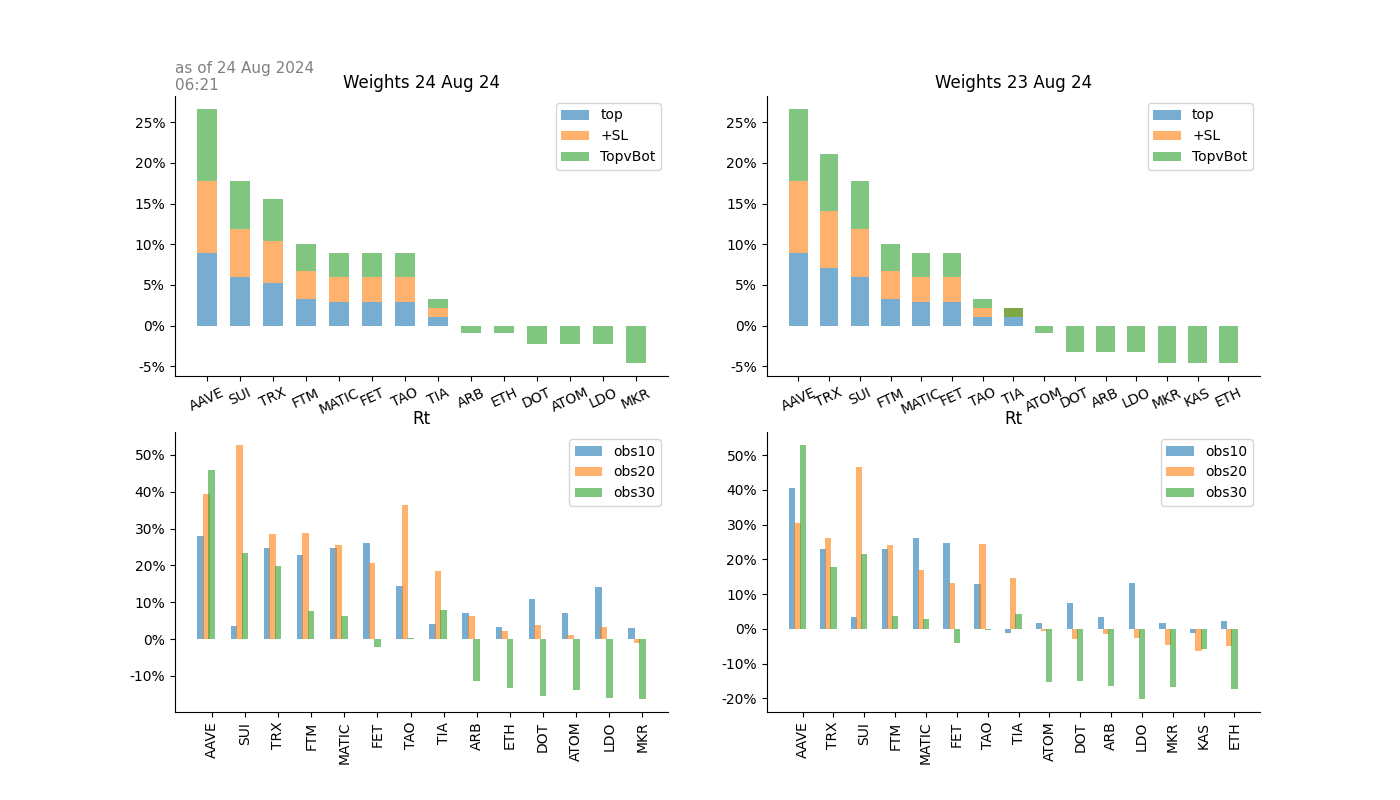 as of 24 Aug 2024
06:21
Weights 24 Aug 24
25%
20%
15%
10%
5%
0%
-5%
top
+SL
TopvBot
AAVE SUI TRX FTM MATIC FET TAO TIA ARB ETH DOT ATOM LDO MKR
Weights 23 Aug 24
25%
20%
15%
10%
5%
0%
-5%
top
+SL
TopvBot
AAVE TRX SUI FTM MATIC FET TAO TIA ATOM DOT ARB LDO MKR KAS ETH
Rt
50%
40%
30%
20%
10%
0%
-10%
obs10
obs20
obs30
AAVE SUI TRX FTM MATIC FET TAO TIA ARB ETH DOT ATOM LDO MKR
Rt
50%
40%
30%
20%
10%
0%
-10%
-20%
obs10
obs20
obs30
AAVE TRX SUI FTM MATIC FET TAO TIA ATOM DOT ARB LDO MKR KAS ETH